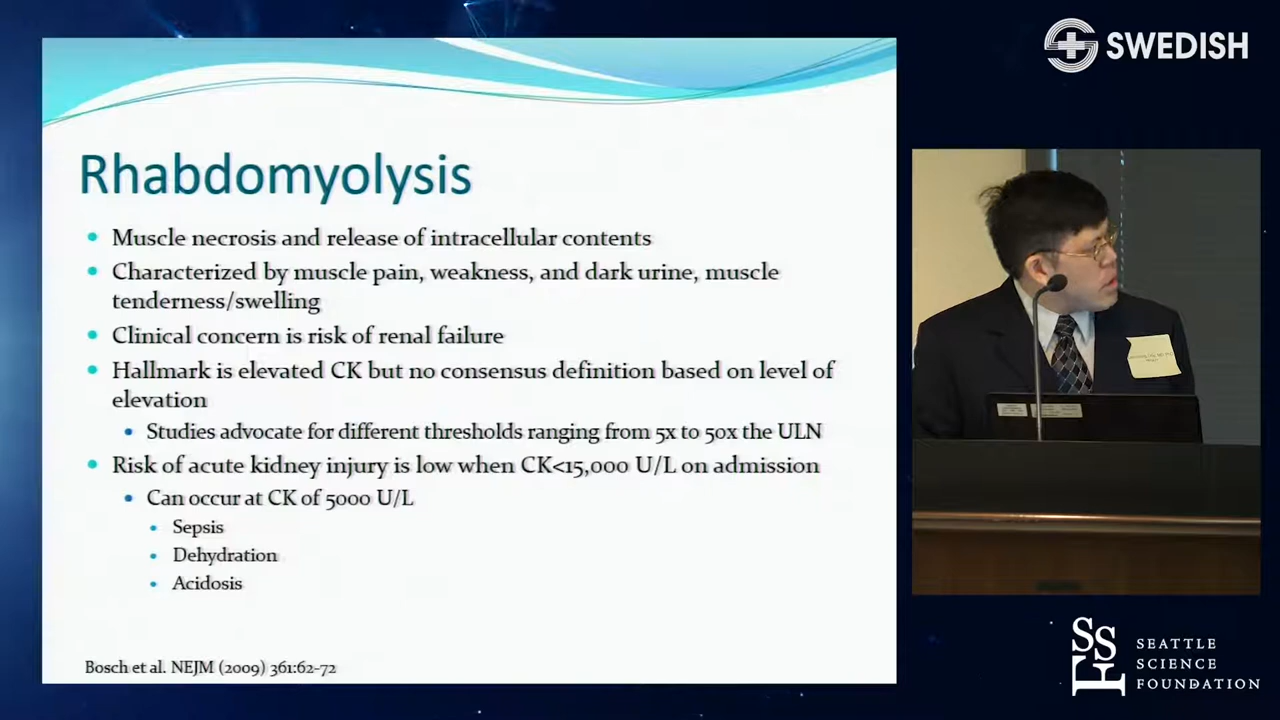 SWEDISH
Rhabdomyolysis
• Muscle necrosis and release of intracellular contents
• Characterized by muscle pain, weakness, and dark urine, muscle
tenderness/swelling
• Clinical concern is risk of renal failure
• Hallmark is elevated CK but no consensus definition based on level of
elevation
• Studies advocate for different thresholds ranging from 5x to 50x the ULN
• Risk of acute kidney injury is low when CK<15,000 U/L on admission
• Can occur at CK of 5000 U/L
• Sepsis
• Dehydration
• Acidosis
Bosch et al. NEJM (2009) 361:62-72
SSF
SEATTLE
SCIENCE
FOUNDATION